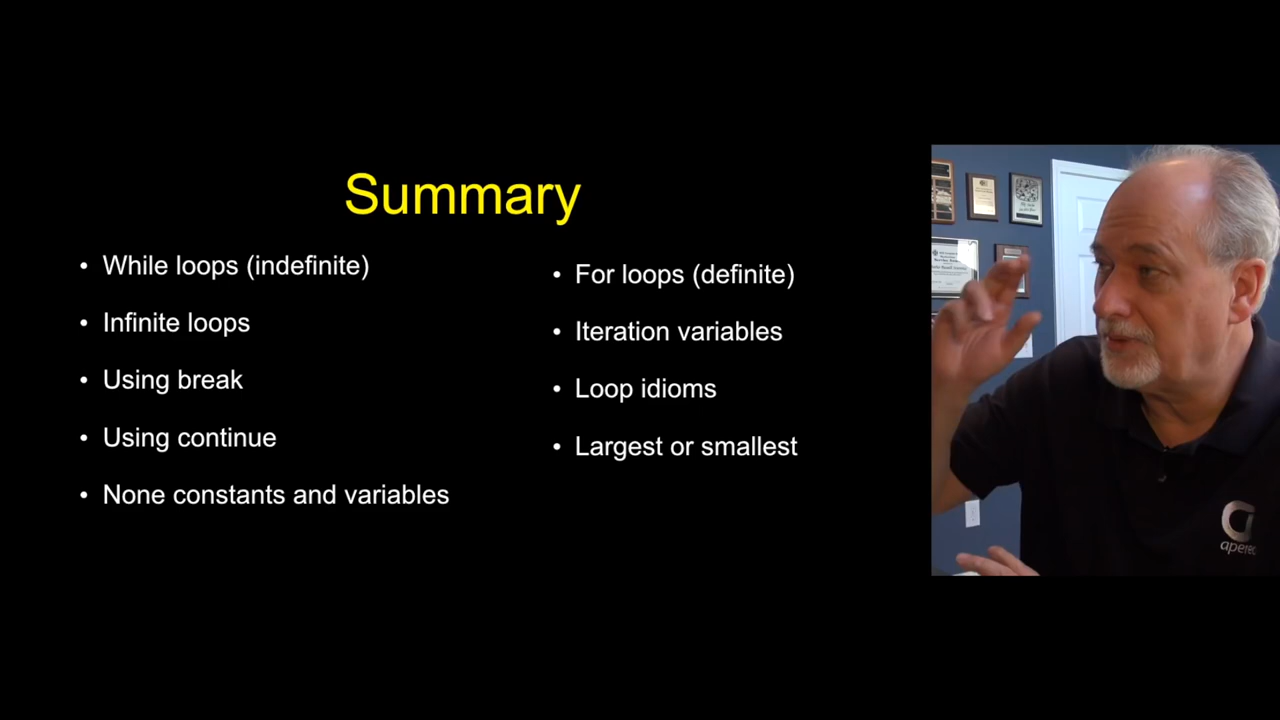 Summary
• While loops (indefinite)
• Infinite loops
• Using break
• Using continue
• None constants and variables
• For loops (definite)
• Iteration variables
• Loop idioms
• Largest or smallest